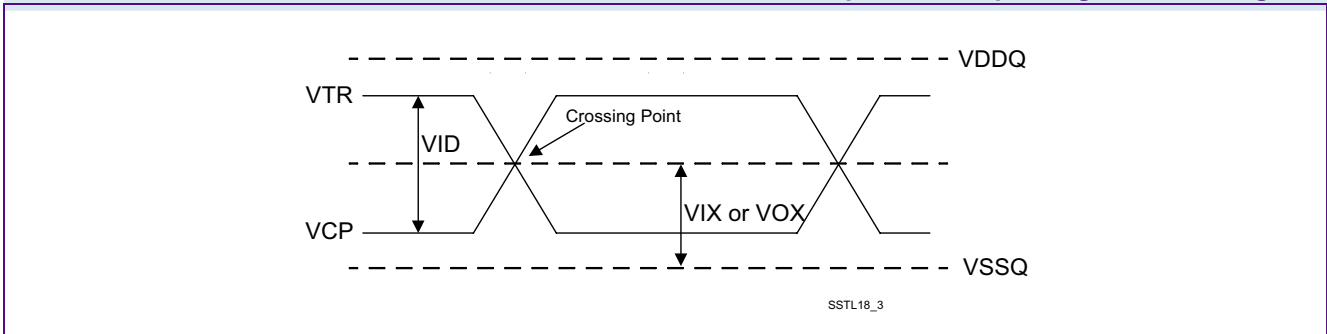 VDDQ
VTR
Crossing Point
VID
VIX or VOX
VCP
VSSQ
SSTL18_3